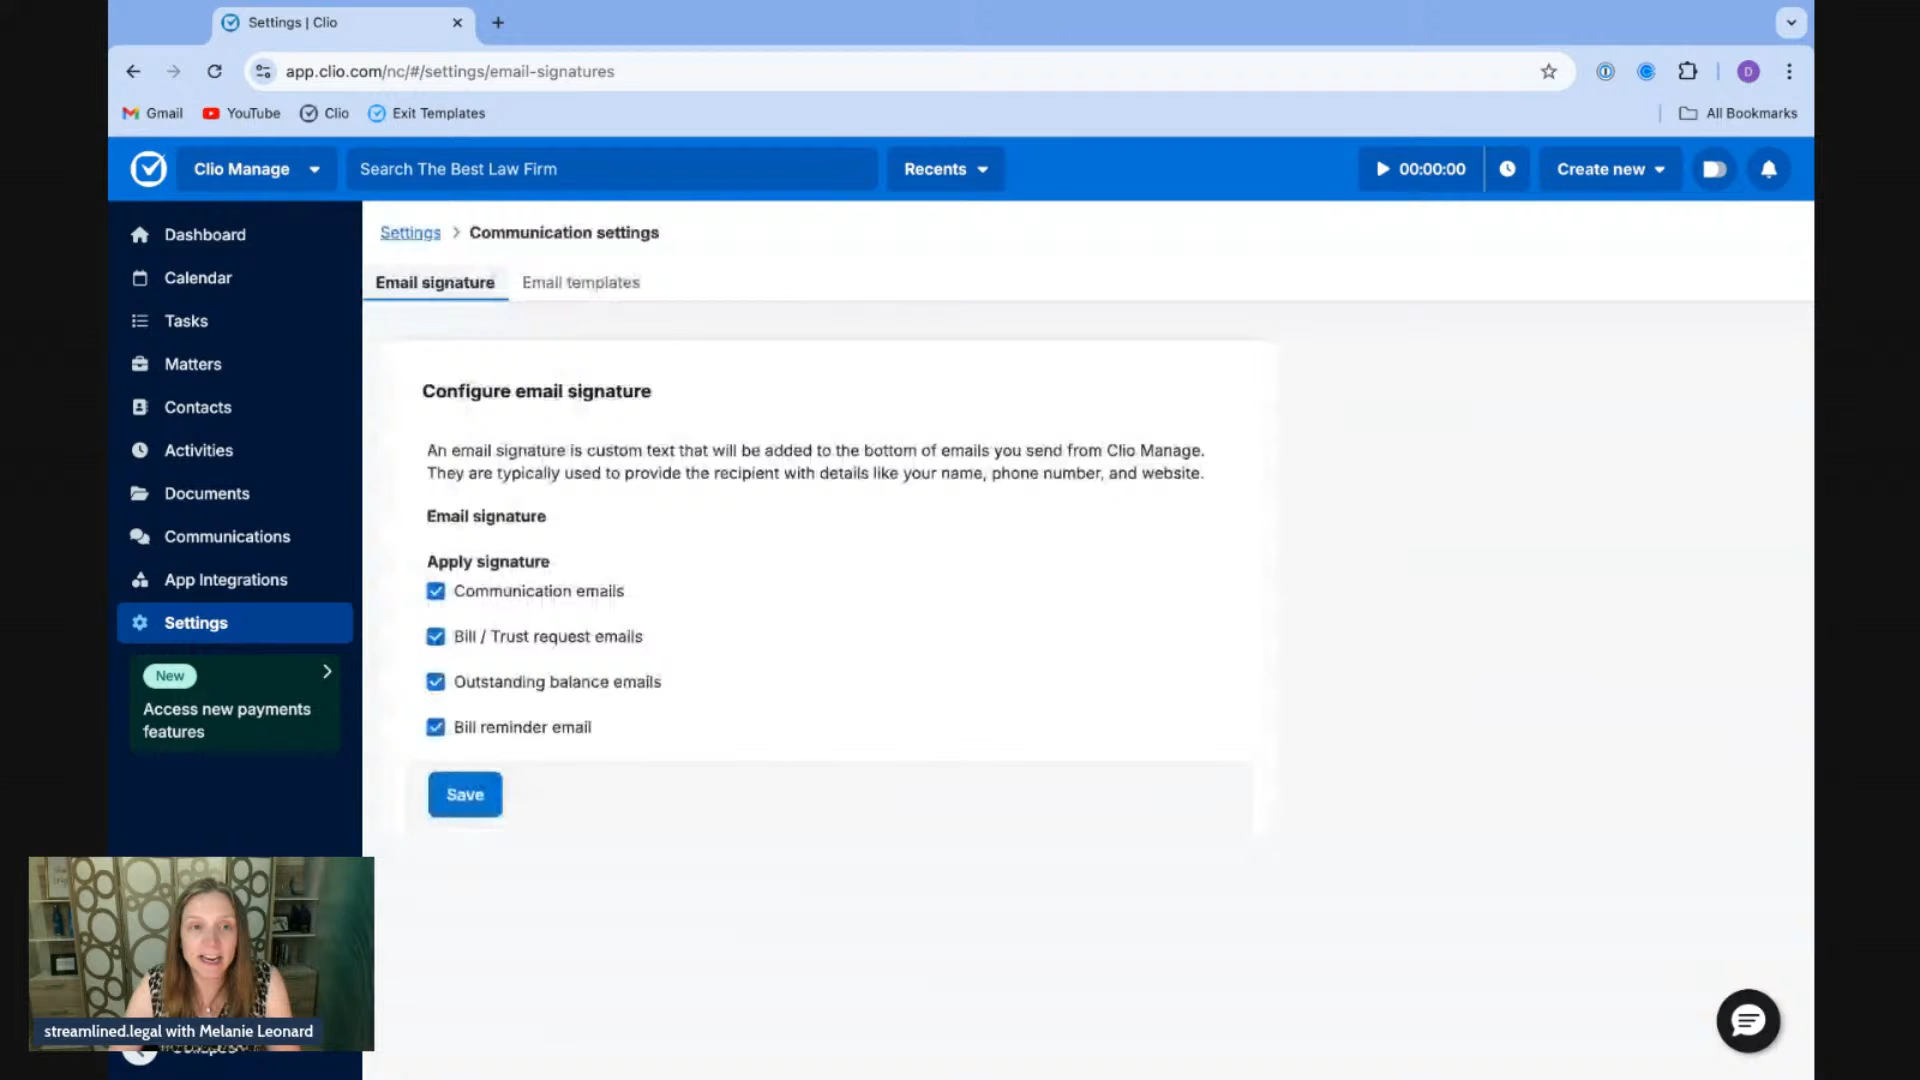 Settings | Clio
app.clio.com/nc/#/settings/email-signatures
D
Gmail YouTube Clio Exit Templates All Bookmarks
Clio Manage Search The Best Law Firm Recents 00:00:00 Create new
Dashboard
Calendar
Tasks
Matters
Contacts
Activities
Documents
Communications
App Integrations
Settings
New
Access new payments
features
Settings > Communication settings
Email signature Email templates
Configure email signature
An email signature is custom text that will be added to the bottom of emails you send from Clio Manage.
They are typically used to provide the recipient with details like your name, phone number, and website.
Email signature
Apply signature
Communication emails
Bill / Trust request emails
Outstanding balance emails
Bill reminder email
Save
streamlined.legal with Melanie Leonard